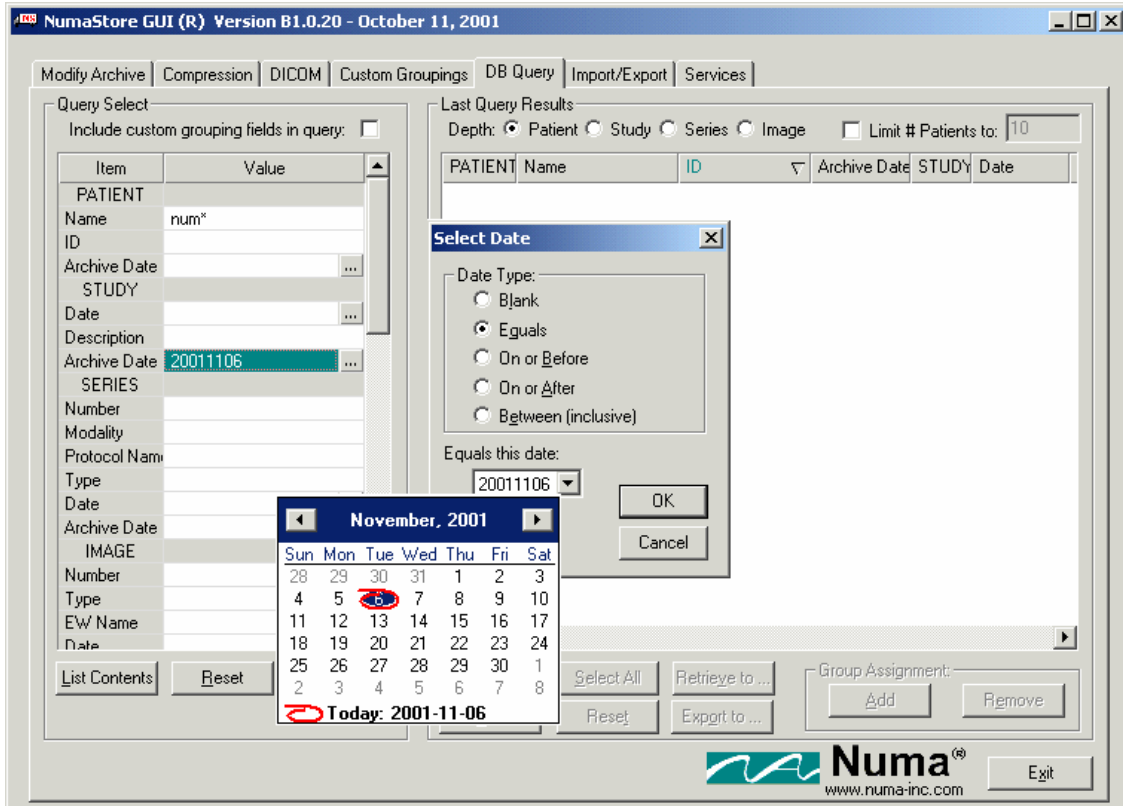 NumaStore GUI (R) Version B1.0.20 - October 11, 2001
Modify Archive Compression DICOM Custom Groupings DB Query Import/Export Services
Query Select
Include custom grouping fields in query:
Item Value
PATIENT
Name num*
ID
Archive Date ...
STUDY
Date ...
Description
Archive Date 20011106 ...
SERIES
Number
Modality
Protocol Nam
Type
Date
Archive Date
IMAGE
Number
Type
EW Name
Date
List Contents Reset
Last Query Results
Depth: Patient Study Series Image Limit # Patients to: 10
PATIENT Name ID Archive Date STUDY Date
Select Date
Date Type:
Blank
Equals
On or Before
On or After
Between (inclusive)
Equals this date:
20011106
OK
Cancel
November, 2001
Sun Mon Tue Wed Thu Fri Sat
28 29 30 31 1 2 3
4 5 6 7 8 9 10
11 12 13 14 15 16 17
18 19 20 21 22 23 24
25 26 27 28 29 30 1
2 3 4 5 6 7 8
Today: 2001-11-06
Select All Retrieve to ...
Reset Export to ...
Group Assignment:
Add Remove
Numa®
www.numa-inc.com
Exit